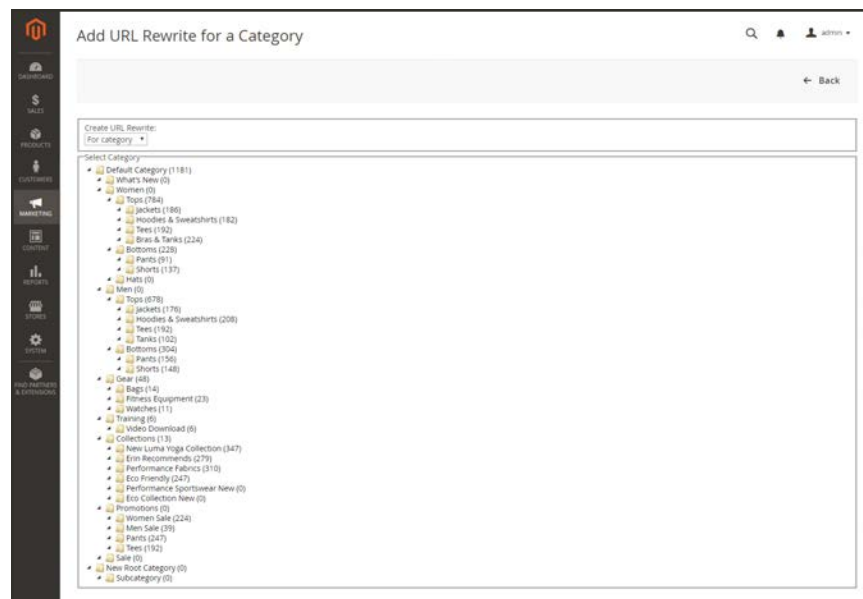 Add URL Rewrite for a Category
admin
DASHBOARD
SALES
PRODUCTS
CUSTOMERS
MARKETING
CONTENT
REPORTS
STORES
SYSTEM
FIND PARTNERS
& EXTENSIONS
← Back
Create URL Rewrite:
For category
Select Category
Default Category (1181)
What's New (0)
Women (0)
Tops (784)
Jackets (186)
Hoodies & Sweatshirts (182)
Tees (192)
Bras & Tanks (224)
Bottoms (228)
Pants (91)
Shorts (137)
Hats (0)
Men (0)
Tops (678)
Jackets (176)
Hoodies & Sweatshirts (208)
Tees (192)
Tanks (102)
Bottoms (304)
Pants (156)
Shorts (148)
Gear (48)
Bags (14)
Fitness Equipment (23)
Watches (11)
Training (6)
Video Download (6)
Collections (13)
New Luma Yoga Collection (347)
Erin Recommends (279)
Performance Fabrics (310)
Eco Friendly (247)
Performance Sportswear New (0)
Eco Collection New (0)
Promotions (0)
Women Sale (224)
Men Sale (39)
Pants (247)
Tees (192)
Sale (0)
New Root Category (0)
Subcategory (0)